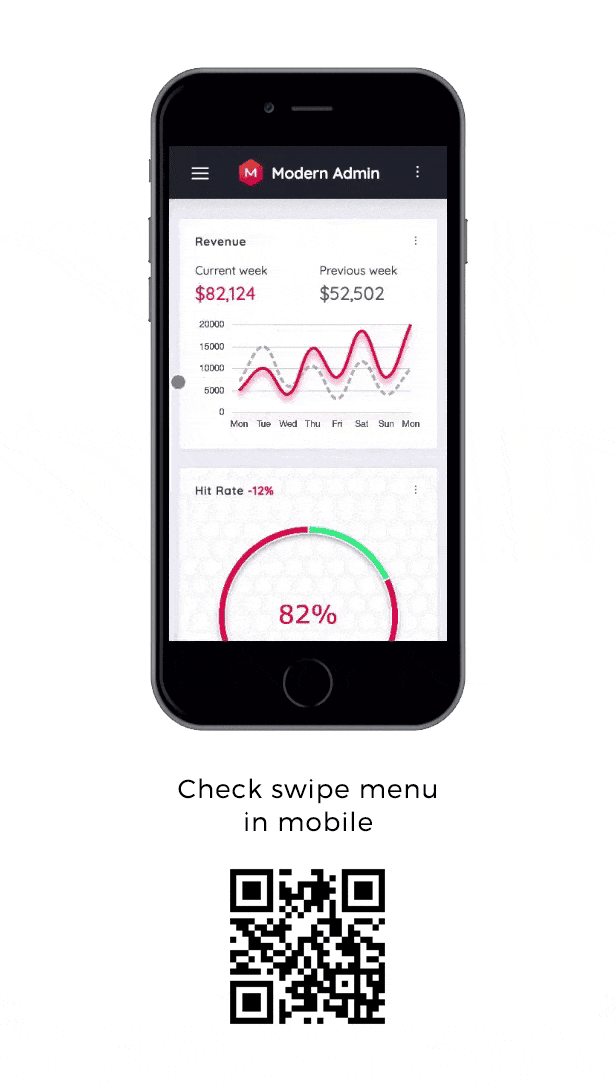 M Modern Admin
Revenue
Current week Previous week
$82,124 $52,502
20000
15000
10000
5000
0
Mon Tue Wed Thu Fri Sat Sun Mon
Hit Rate -12%
82%
Check swipe menu
in mobile